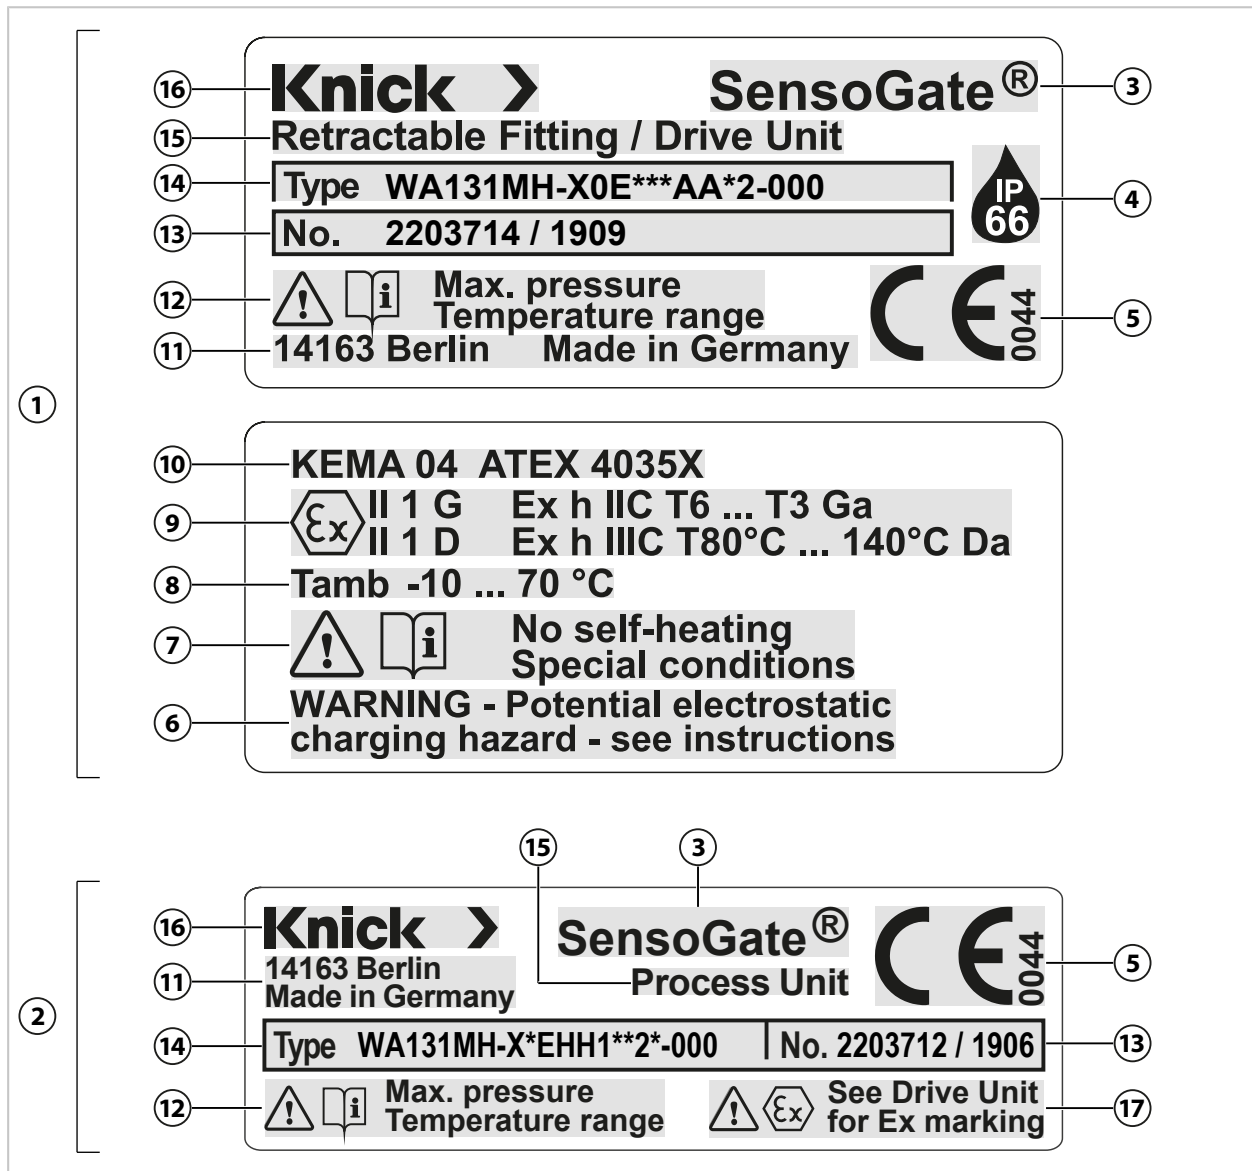 1
16
Knick >
SensoGate®
3
15
Retractable Fitting / Drive Unit
14
Type WA131MH-X0E***AA*2-000
IP
66
4
13
No. 2203714 / 1909
12
! i Max. pressure
Temperature range
CE 0044
5
11
14163 Berlin Made in Germany
10
KEMA 04 ATEX 4035X
9
Ex II 1 G Ex h IIC T6 ... T3 Ga
II 1 D Ex h IIIC T80°C ... 140°C Da
8
Tamb -10 ... 70 °C
7
! i No self-heating
Special conditions
6
WARNING - Potential electrostatic
charging hazard - see instructions
2
15
3
16
Knick >
SensoGate®
CE 0044
5
11
14163 Berlin
Made in Germany
Process Unit
14
Type WA131MH-X*EHH1**2*-000
No. 2203712 / 1906
13
12
! i Max. pressure
Temperature range
! Ex See Drive Unit
for Ex marking
17